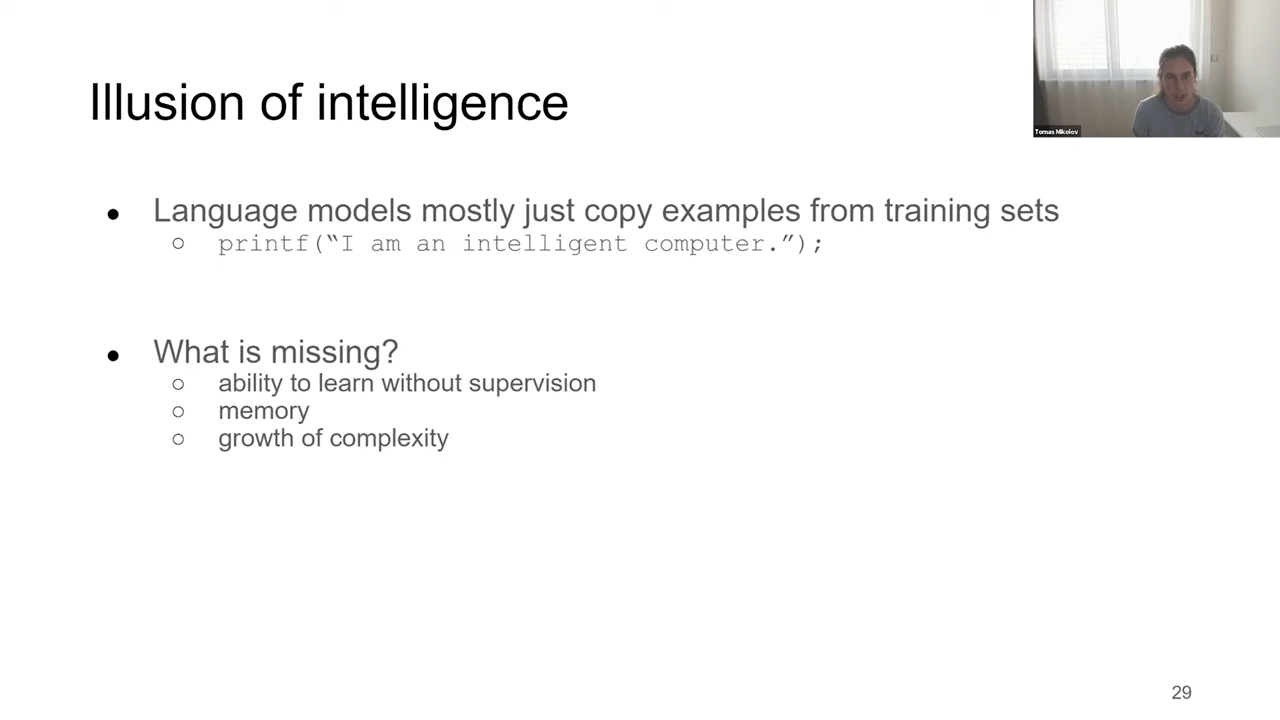 Illusion of intelligence
Tomas Mikolov
● Language models mostly just copy examples from training sets
○ printf(“I am an intelligent computer.”);
● What is missing?
○ ability to learn without supervision
○ memory
○ growth of complexity
29